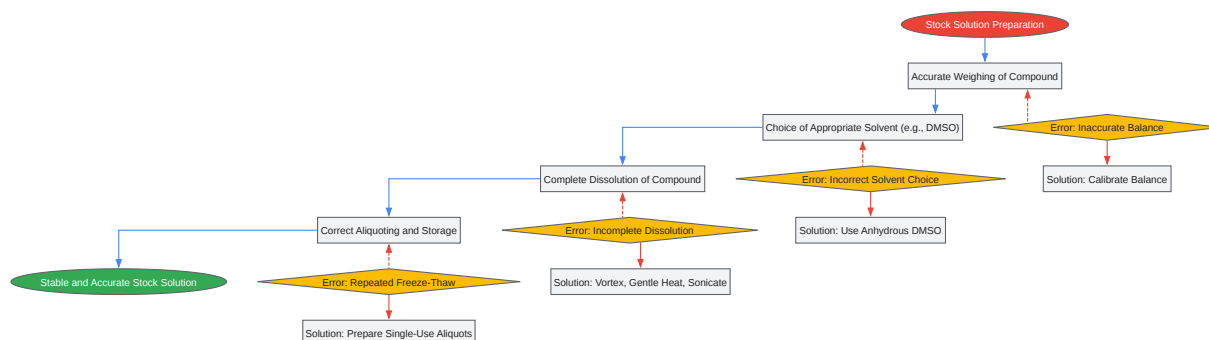 Stock Solution Preparation
Accurate Weighing of Compound
Choice of Appropriate Solvent (e.g., DMSO)
Error: Inaccurate Balance
Complete Dissolution of Compound
Error: Incorrect Solvent Choice
Solution: Calibrate Balance
Correct Aliquoting and Storage
Error: Incomplete Dissolution
Solution: Use Anhydrous DMSO
Stable and Accurate Stock Solution
Error: Repeated Freeze-Thaw
Solution: Vortex, Gentle Heat, Sonicate
Solution: Prepare Single-Use Aliquots